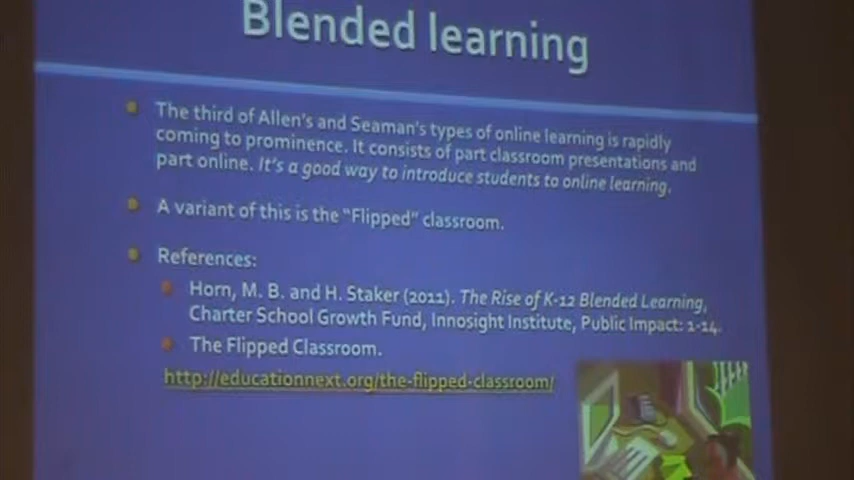 Blended learning
The third of Allen's and Seaman's types of online learning is rapidly
coming to prominence. It consists of part classroom presentations and
part online. It's a good way to introduce students to online learning.
A variant of this is the "Flipped" classroom.
References:
Horn, M. B. and H. Staker (2011). The Rise of K-12 Blended Learning,
Charter School Growth Fund, Innosight Institute, Public Impact: 1-14.
The Flipped Classroom.
http://educationnext.org/the-flipped-classroom/